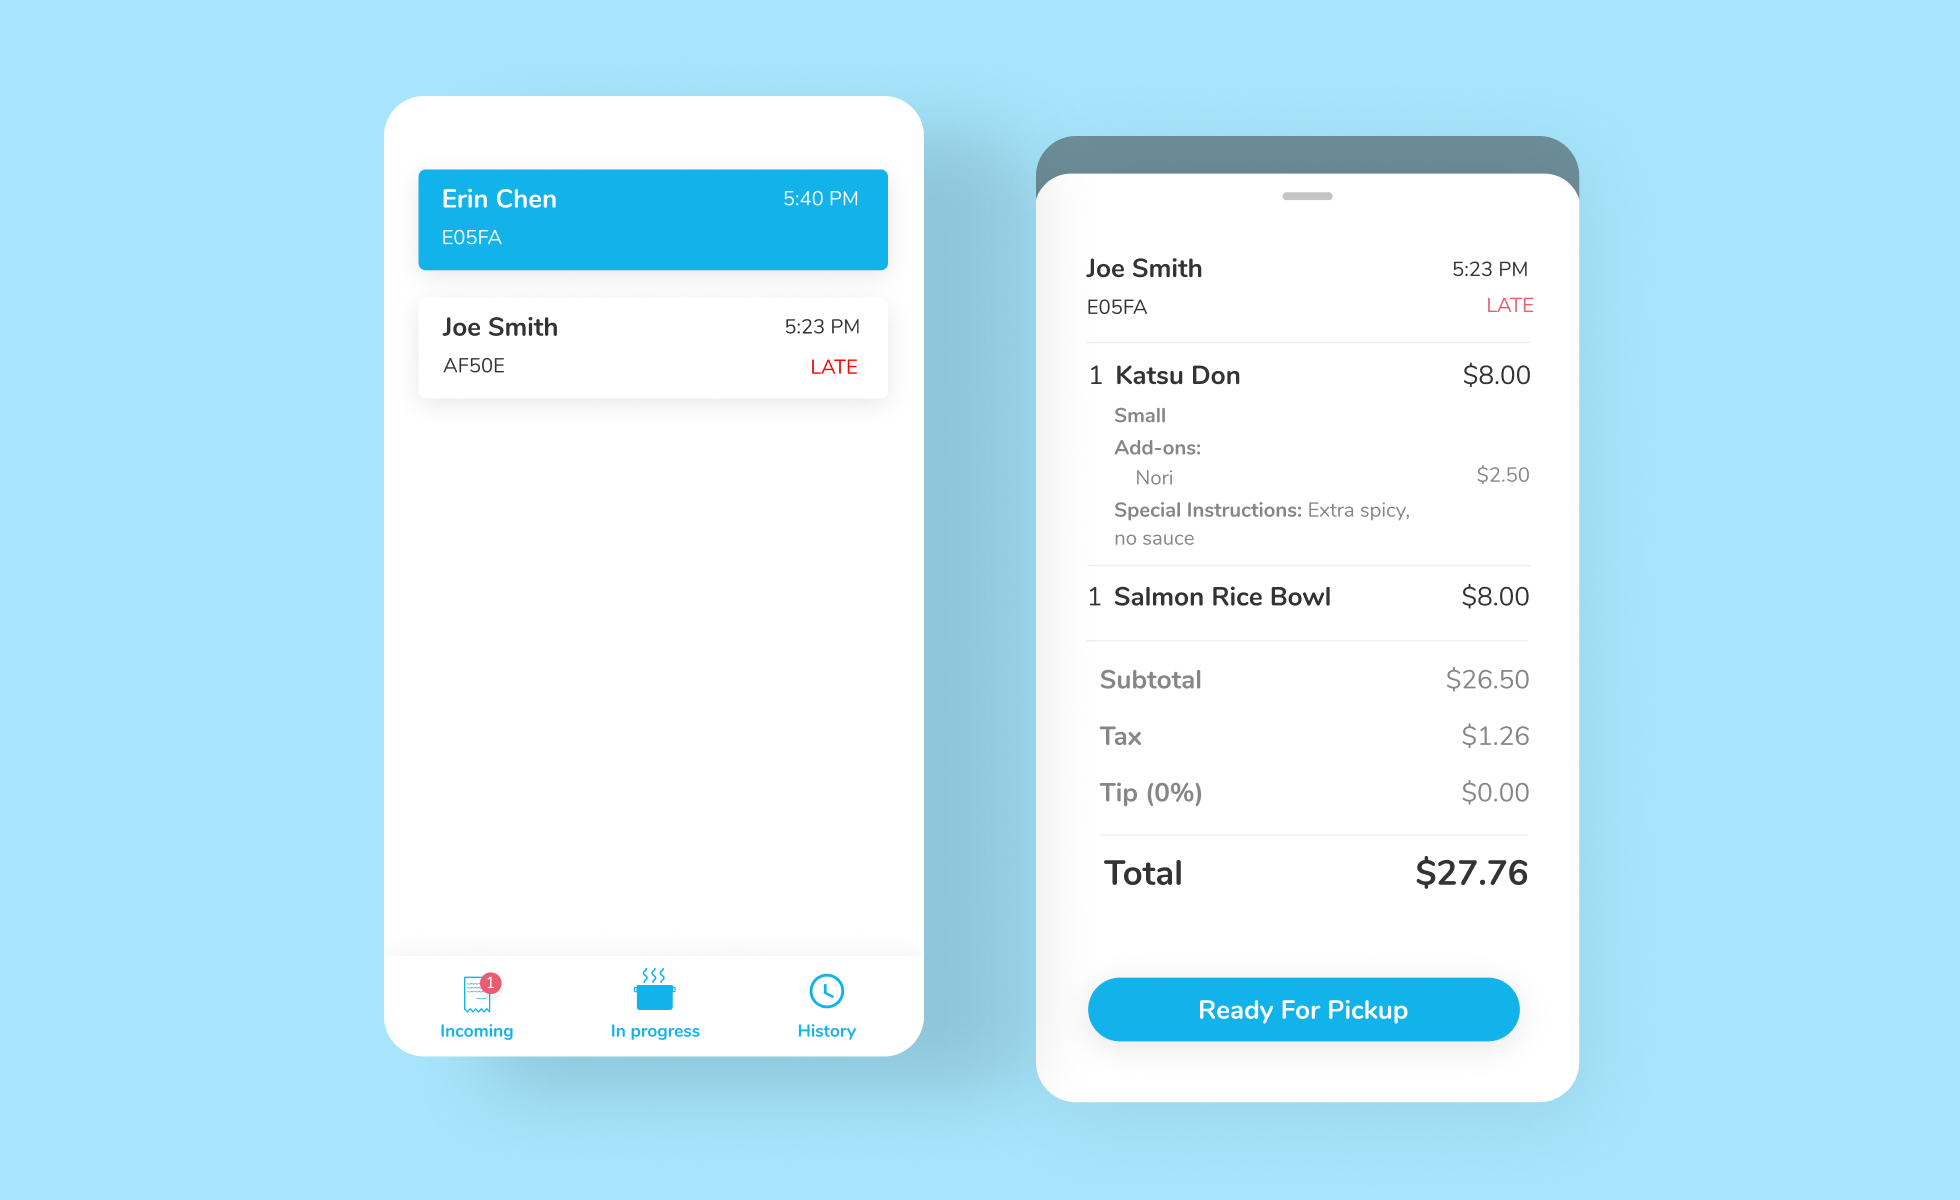 Erin Chen 5:40 PM
E05FA
Joe Smith 5:23 PM
AF50E LATE
1
Incoming In progress History
Joe Smith 5:23 PM
E05FA LATE
1 Katsu Don $8.00
Small
Add-ons:
Nori $2.50
Special Instructions: Extra spicy,
no sauce
1 Salmon Rice Bowl $8.00
Subtotal $26.50
Tax $1.26
Tip (0%) $0.00
Total $27.76
Ready For Pickup